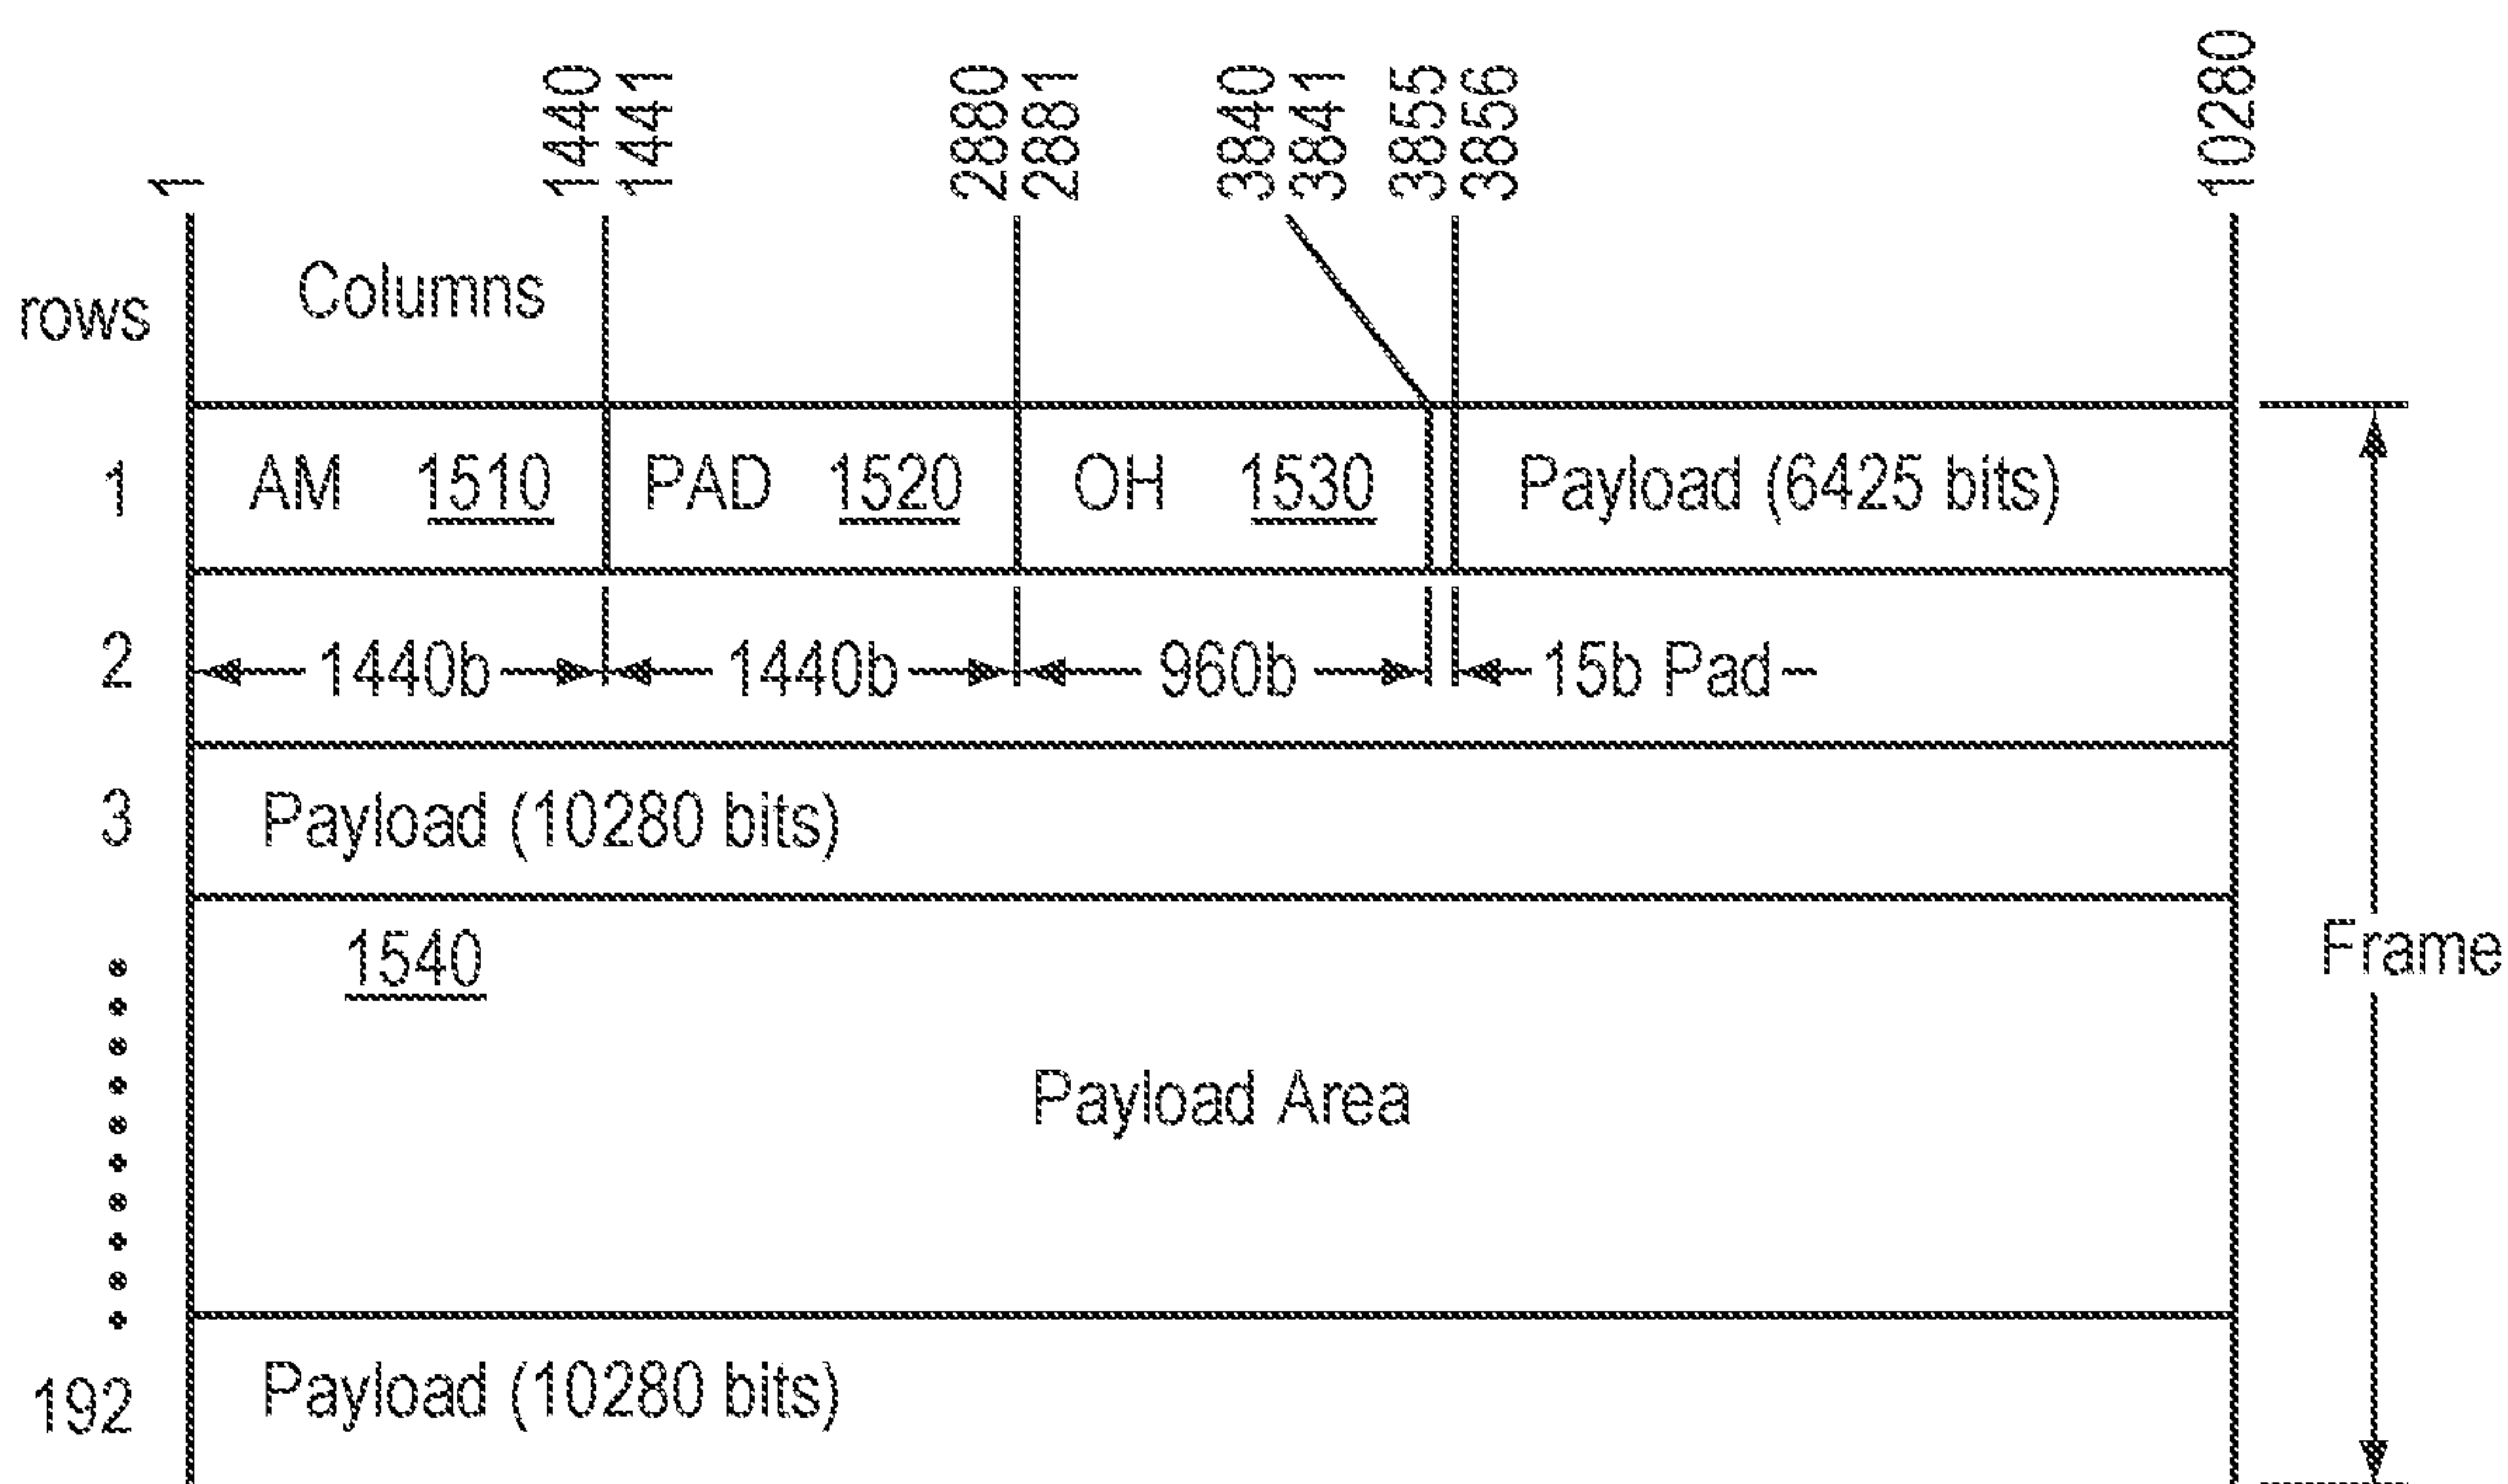 1
1440
1441
2880
2881
3840
3841
3855
3856
10280
rows
Columns
1 AM 1510 PAD 1520 OH 1530 Payload (6425 bits)
2 1440b 1440b 960b 15b Pad
3 Payload (10280 bits)
1540
Frame
Payload Area
192 Payload (10280 bits)